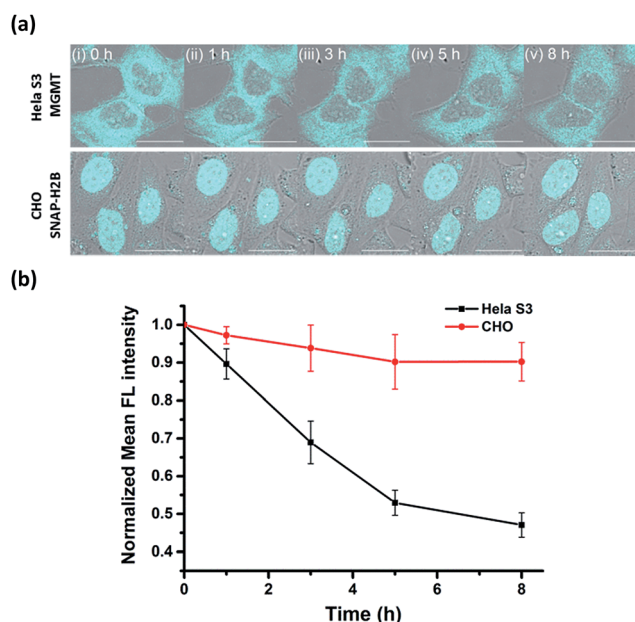 (a)
(i) 0 h (ii) 1 h (iii) 3 h (iv) 5 h (v) 8 h
Hela S3
MGMT
CHO
SNAP-H2B
(b)
Hela S3
CHO
1.0
0.9
0.8
0.7
0.6
0.5
0.4
Normalized Mean FL intensity
0 2 4 6 8
Time (h)